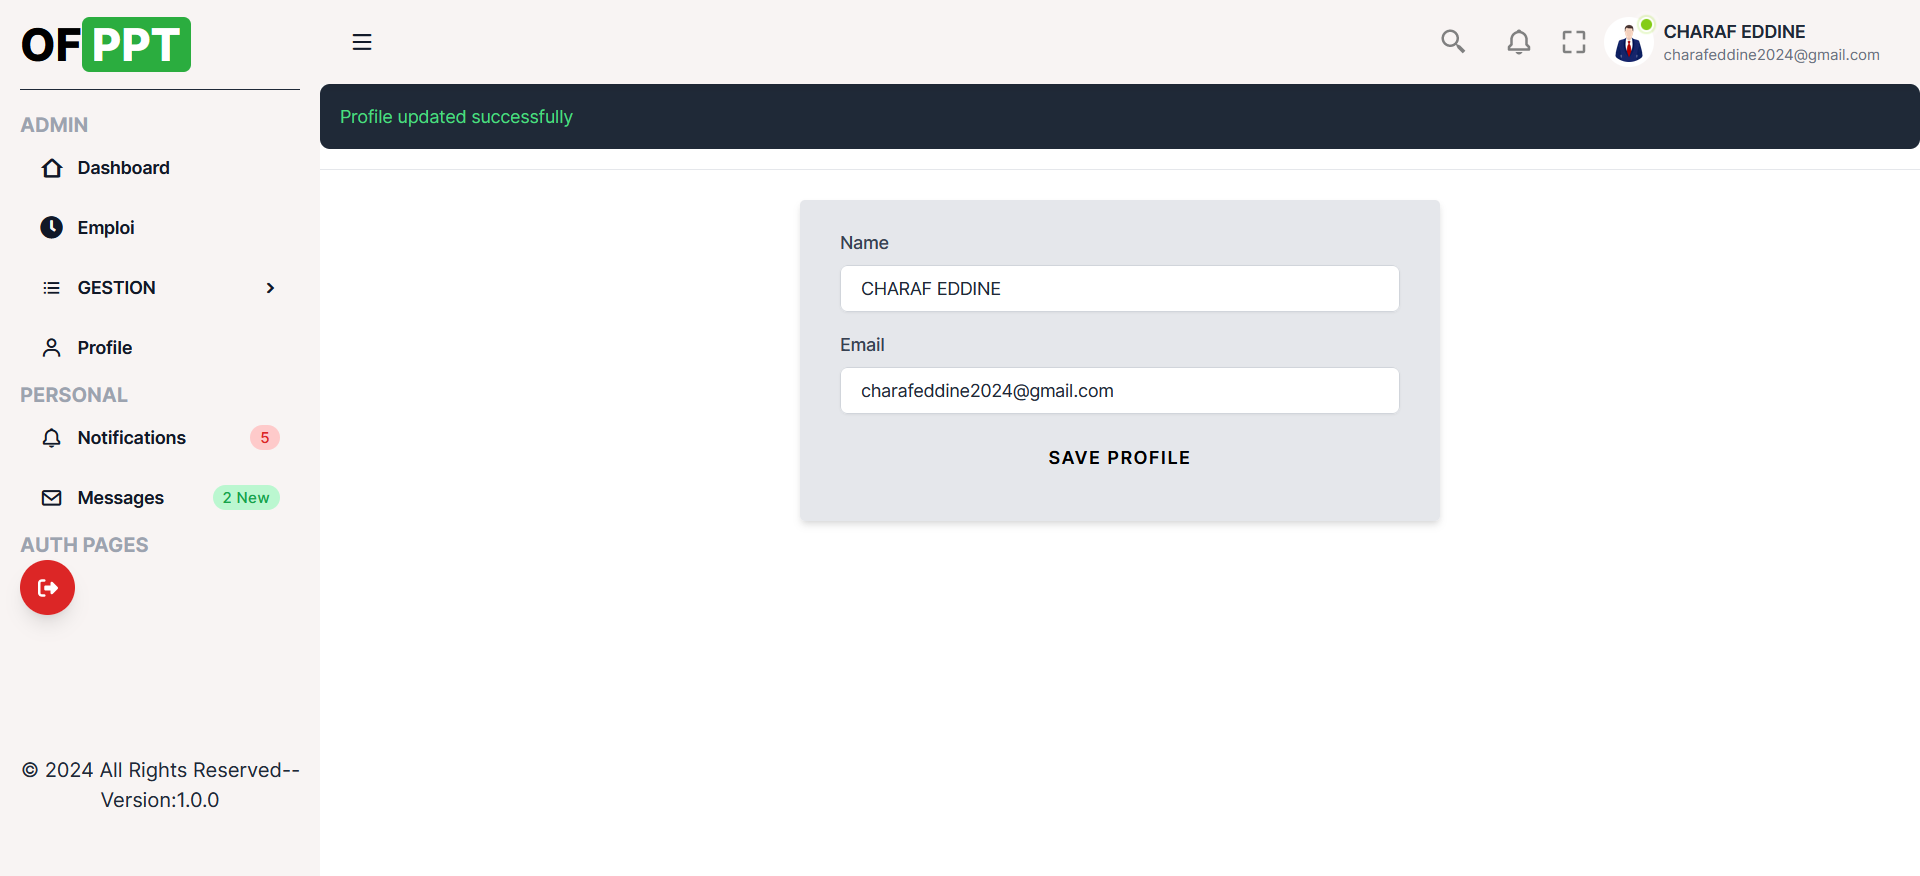 OFPPT
ADMIN
Dashboard
Emploi
GESTION
Profile
PERSONAL
Notifications 5
Messages 2 New
AUTH PAGES
© 2024 All Rights Reserved--
Version:1.0.0
CHARAF EDDINE
charafeddine2024@gmail.com
Profile updated successfully
Name
CHARAF EDDINE
Email
charafeddine2024@gmail.com
SAVE PROFILE